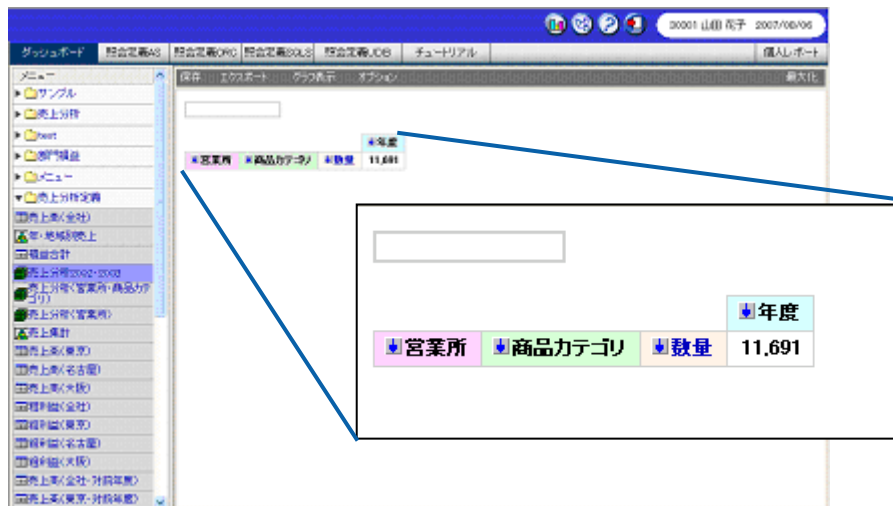 00001 山田 花子 2007/08/06
ダッシュボード 照会定義AS 照会定義ORC 照会定義SQLS 照会定義JDB チュートリアル 個人レポート
メニュー
保存 エクスポート グラフ表示 オプション 最大化
サンプル
売上分析
test
部門損益
メニュー
売上分析定義
売上高(全社)
年・地域別売上
損益合計
売上分析2002-2003
売上分析(営業所・商品カテゴリ)
売上分析(営業所)
売上集計
売上高(東京)
売上高(名古屋)
売上高(大阪)
粗利益(全社)
粗利益(東京)
粗利益(名古屋)
粗利益(大阪)
売上高(全社-対前年度)
売上高(東京-対前年度)
年度
営業所 商品カテゴリ 数量 11,691
年度
営業所 商品カテゴリ 数量 11,691